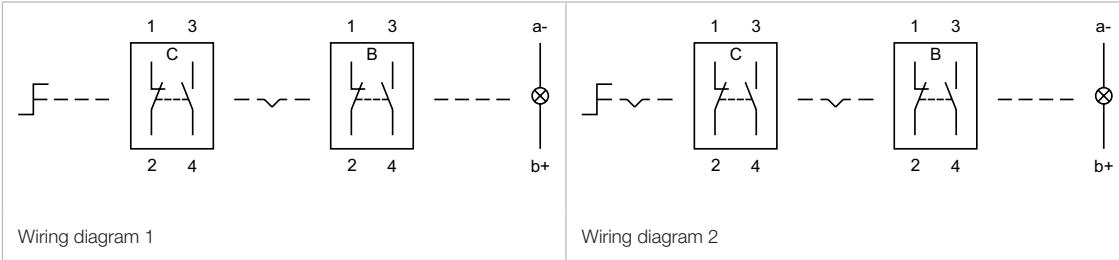 1 3 1 3 a-
C B
2 4 2 4 b+
Wiring diagram 1
1 3 1 3 a-
C B
2 4 2 4 b+
Wiring diagram 2